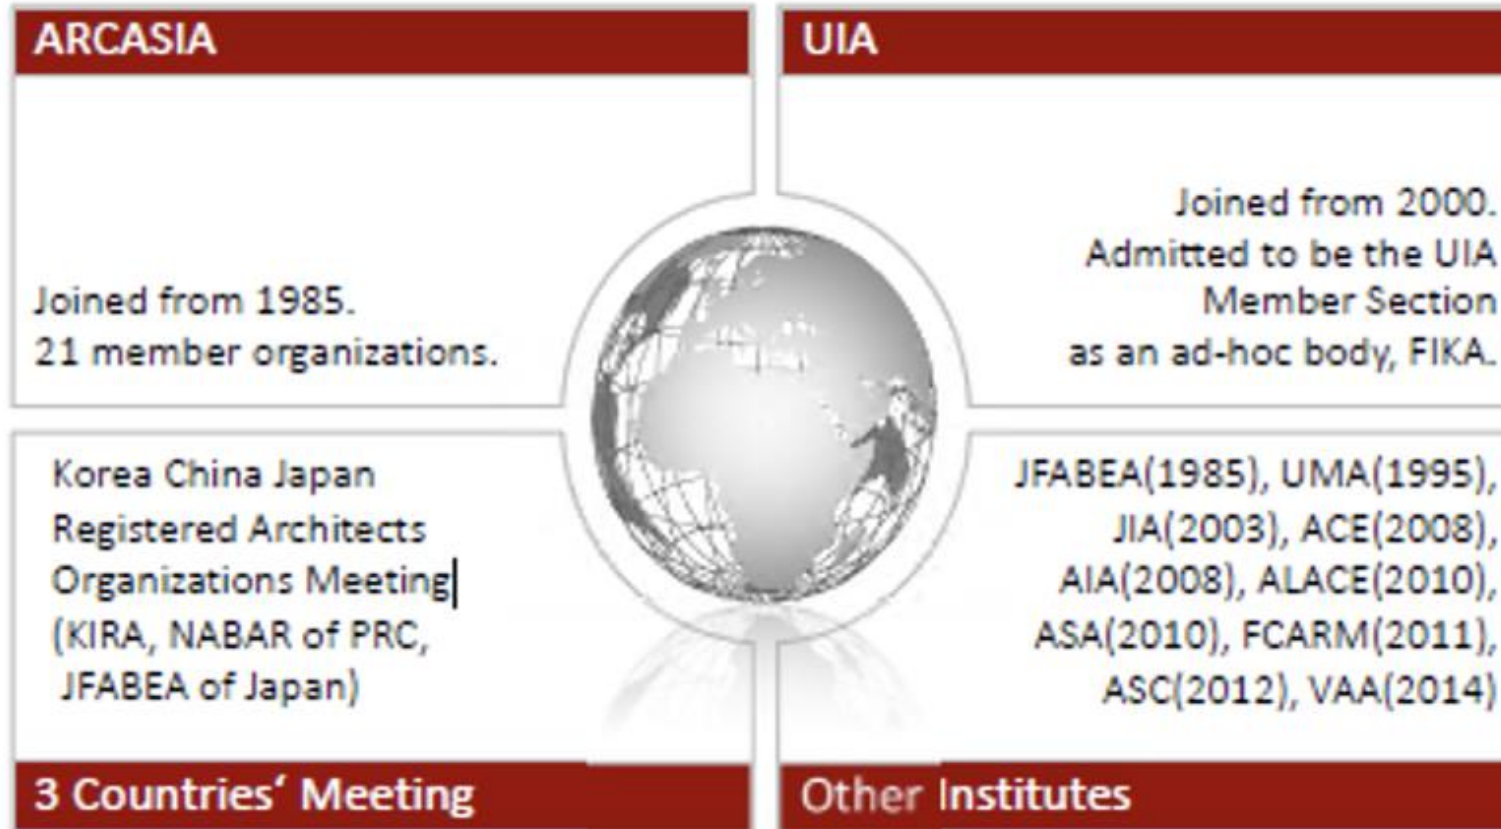 ARCASIA
Joined from 1985.
21 member organizations.
UIA
Joined from 2000.
Admitted to be the UIA
Member Section
as an ad-hoc body, FIKA.
Korea China Japan
Registered Architects
Organizations Meeting
(KIRA, NABAR of PRC,
JFABEA of Japan)
3 Countries‘ Meeting
JFABEA(1985), UMA(1995),
JIA(2003), ACE(2008),
AIA(2008), ALACE(2010),
ASA(2010), FCARM(2011),
ASC(2012), VAA(2014)
Other Institutes